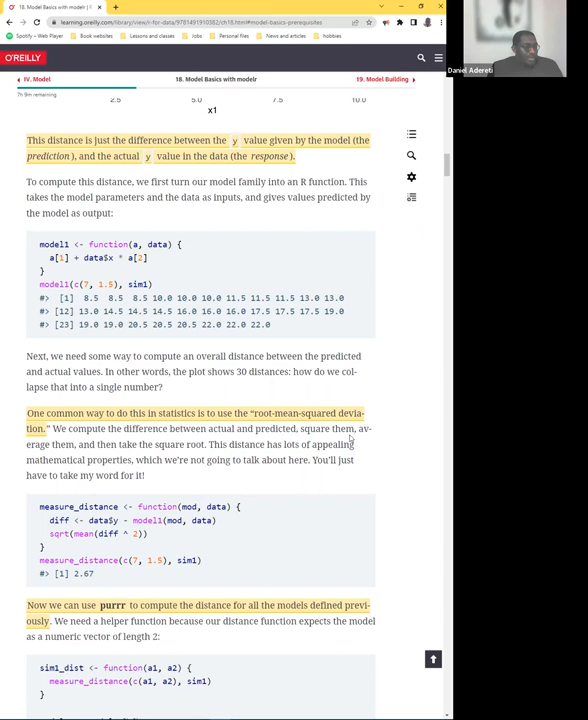 18. Model Basics with modelr | R
learning.oreilly.com/library/view/r-for-data/9781491910382/ch18.html#model-basics-prerequisites
Spotify - Web Player
Book websites
Lessons and classes
Jobs
Personal files
News and articles
hobbies
O'REILLY
Daniel Adereti
IV. Model
18. Model Basics with modelr
19. Model Building
7h 9m remaining
2.5 5.0 7.5 10.0
x1
This distance is just the difference between the y value given by the model (the
prediction), and the actual y value in the data (the response).
To compute this distance, we first turn our model family into an R function. This
takes the model parameters and the data as inputs, and gives values predicted by
the model as output:
model1 <- function(a, data) {
a[1] + data$x * a[2]
}
model1(c(7, 1.5), sim1)
#> [1] 8.5 8.5 8.5 10.0 10.0 10.0 11.5 11.5 11.5 13.0 13.0
#> [12] 13.0 14.5 14.5 14.5 16.0 16.0 16.0 17.5 17.5 17.5 19.0
#> [23] 19.0 19.0 20.5 20.5 20.5 22.0 22.0 22.0
Next, we need some way to compute an overall distance between the predicted
and actual values. In other words, the plot shows 30 distances: how do we col-
lapse that into a single number?
One common way to do this in statistics is to use the “root-mean-squared devia-
tion.” We compute the difference between actual and predicted, square them, av-
erage them, and then take the square root. This distance has lots of appealing
mathematical properties, which we're not going to talk about here. You'll just
have to take my word for it!
measure_distance <- function(mod, data) {
diff <- data$y - model1(mod, data)
sqrt(mean(diff ^ 2))
}
measure_distance(c(7, 1.5), sim1)
#> [1] 2.67
Now we can use purrr to compute the distance for all the models defined previ-
ously. We need a helper function because our distance function expects the model
as a numeric vector of length 2:
sim1_dist <- function(a1, a2) {
measure_distance(c(a1, a2), sim1)
}